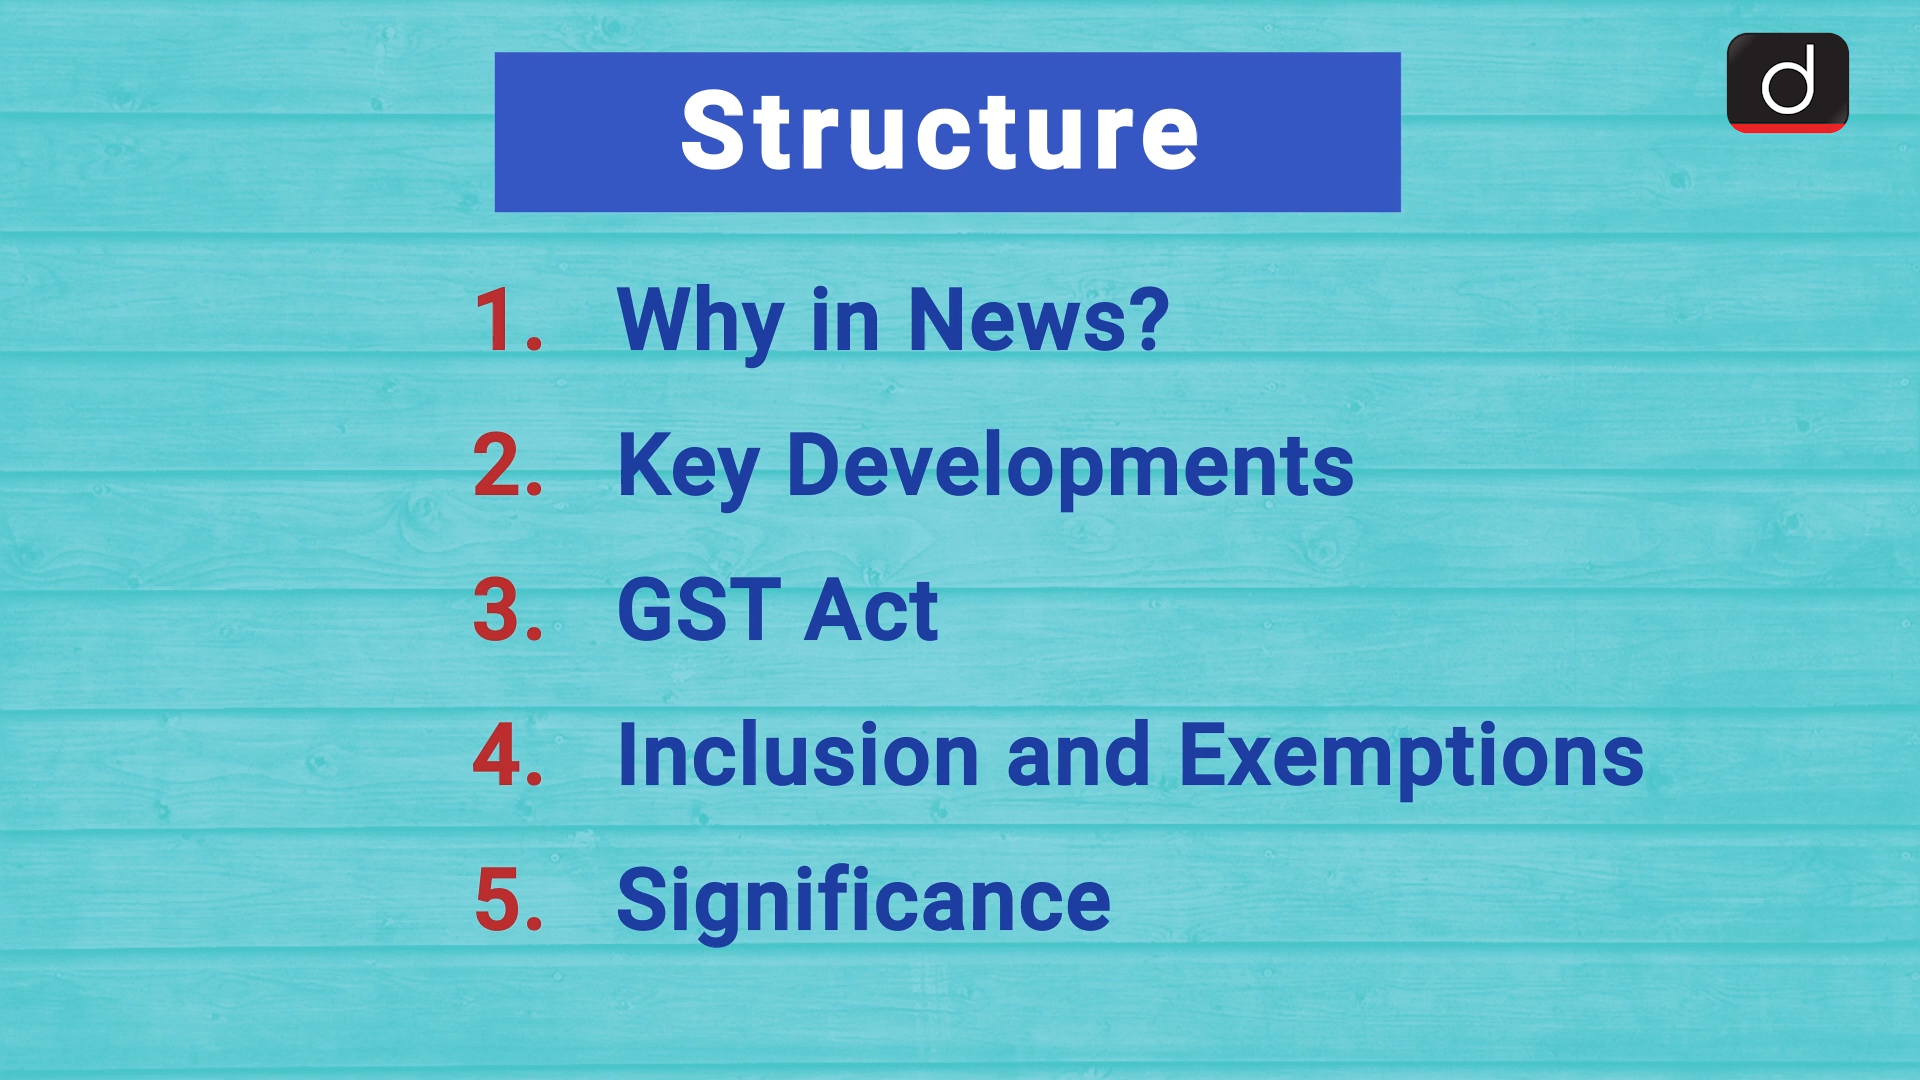 Structure
d
1. Why in News?
2. Key Developments
3. GST Act
4. Inclusion and Exemptions
5. Significance